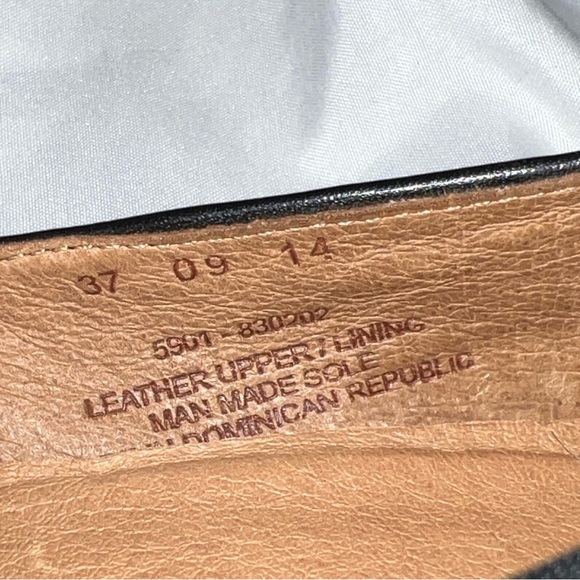 37 09 14
5901-830202
LEATHER UPPER / LINING
MAN MADE SOLE
DOMINICAN REPUBLIC